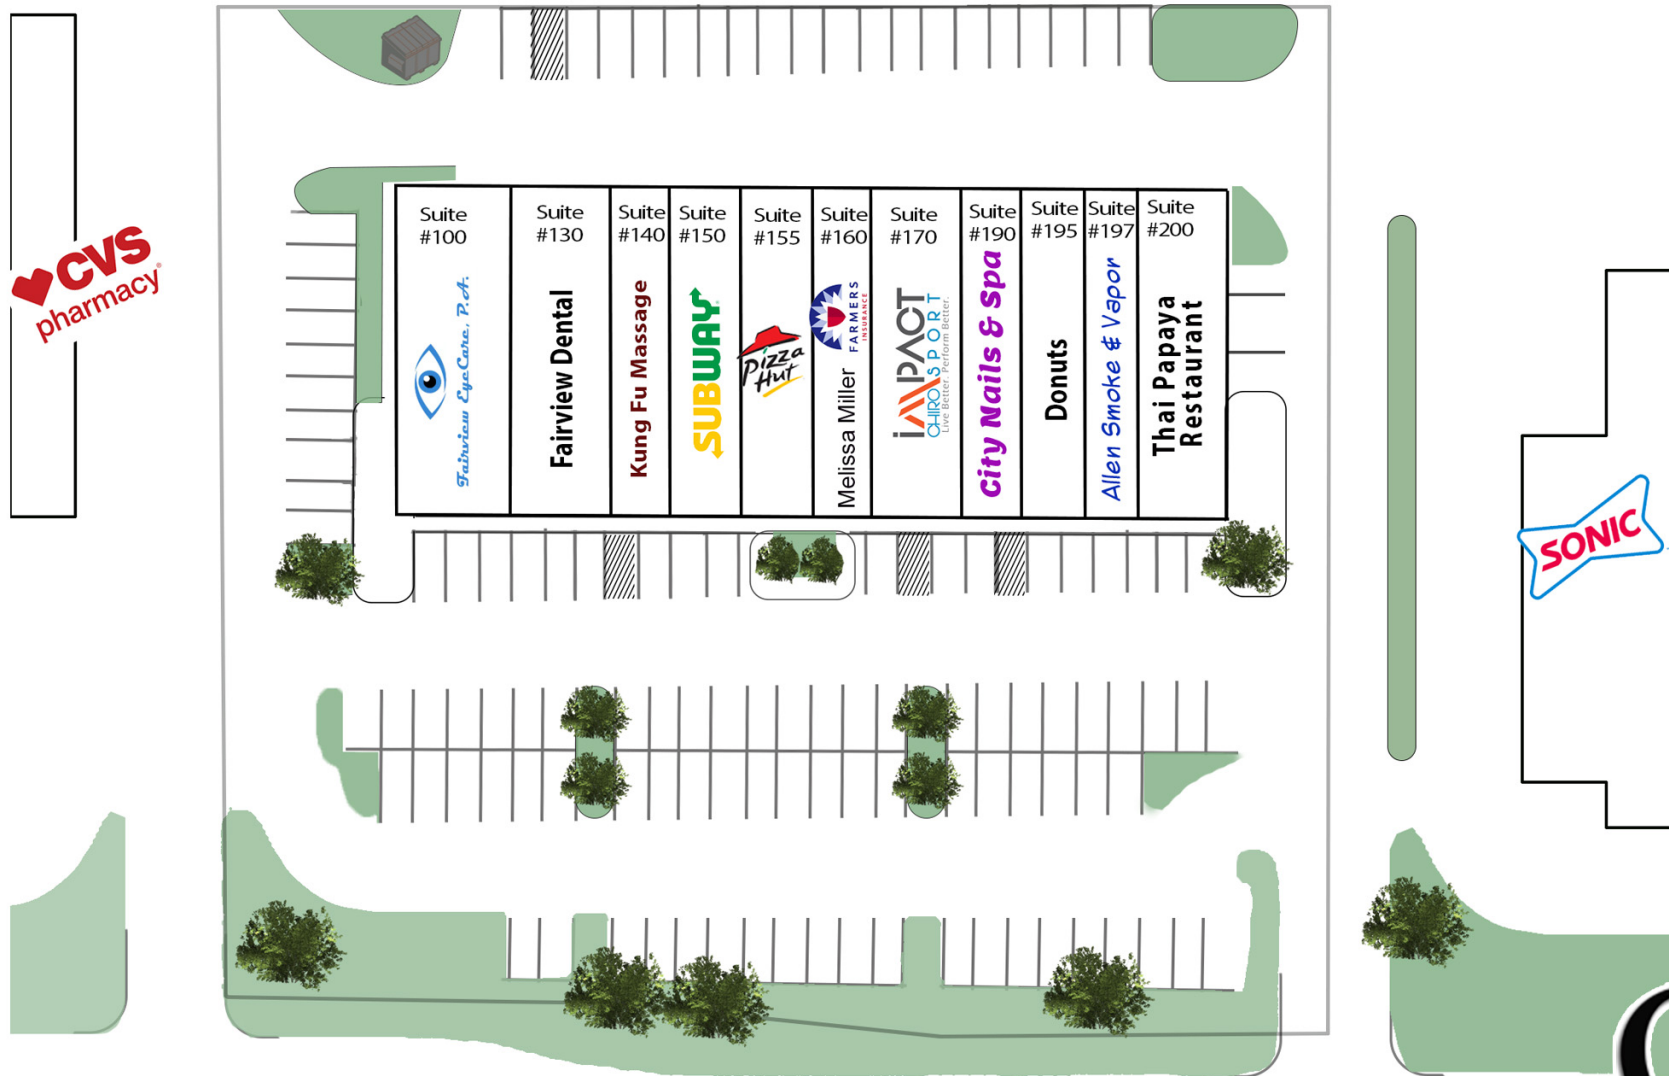 CVS
pharmacy
Suite
#100
Fairview EyeCare, P.A.
Suite
#130
Fairview Dental
Suite
#140
Kung Fu Massage
Suite
#150
SUBWAY
Suite
#155
Pizza
Hut
Suite
#160
FARMERS
INSURANCE
Melissa Miller
Suite
#170
iMPACT
CHIROSPORT
Live Better. Perform Better.
Suite
#190
City Nails & Spa
Suite
#195
Donuts
Suite
#197
Allen Smoke & Vapor
Suite
#200
Thai Papaya
Restaurant
SONIC